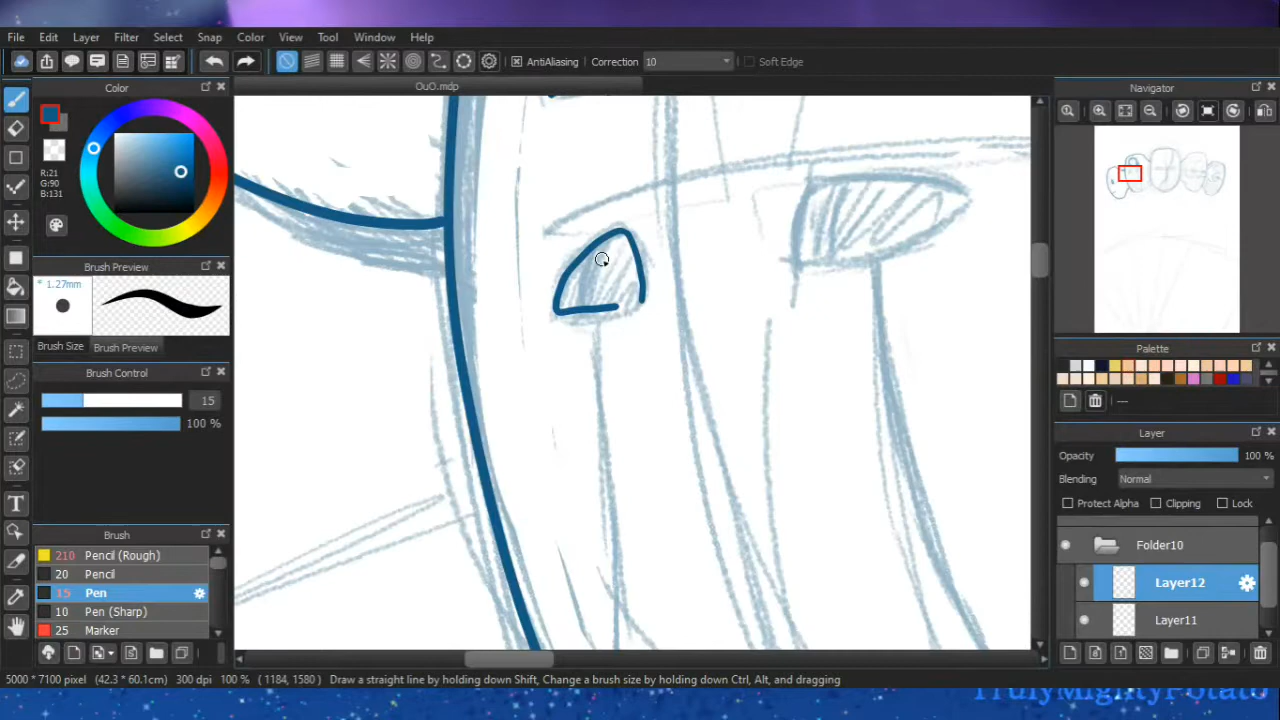 File Edit Layer Filter Select Snap Color View Tool Window Help
AntiAliasing Correction 10 Soft Edge
Color
OuO.mdp
Navigator
R:21
G:90
B:131
Brush Preview
* 1.27mm
Brush Size Brush Preview
Brush Control
15
100 %
Palette
---
Layer
Opacity 100 %
Blending Normal
Protect Alpha Clipping Lock
Brush
210 Pencil (Rough)
20 Pencil
15 Pen
10 Pen (Sharp)
25 Marker
Folder10
Layer12
Layer11
5000 * 7100 pixel (42.3 * 60.1cm) 300 dpi 100 % ( 1184, 1580 ) Draw a straight line by holding down Shift, Change a brush size by holding down Ctrl, Alt, and dragging
TrulyMightyPotato